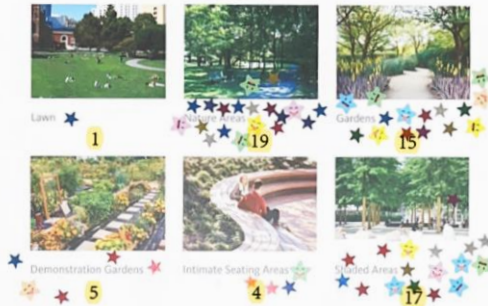 Lawn
1
Nature Areas
19
Gardens
15
Demonstration Gardens
5
Intimate Seating Areas
4
Shaded Areas
17